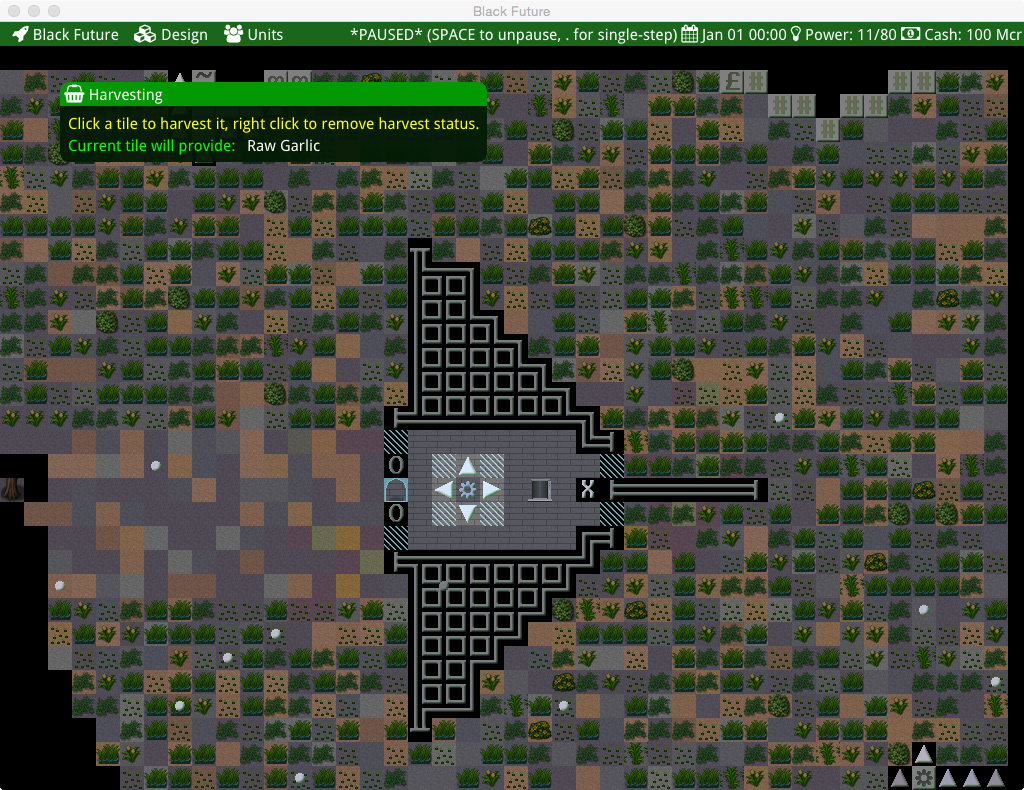 Black Future
Black Future Design Units *PAUSED* (SPACE to unpause, . for single-step) Jan 01 00:00 Power: 11/80 Cash: 100 Mcr
Harvesting
Click a tile to harvest it, right click to remove harvest status.
Current tile will provide: Raw Garlic